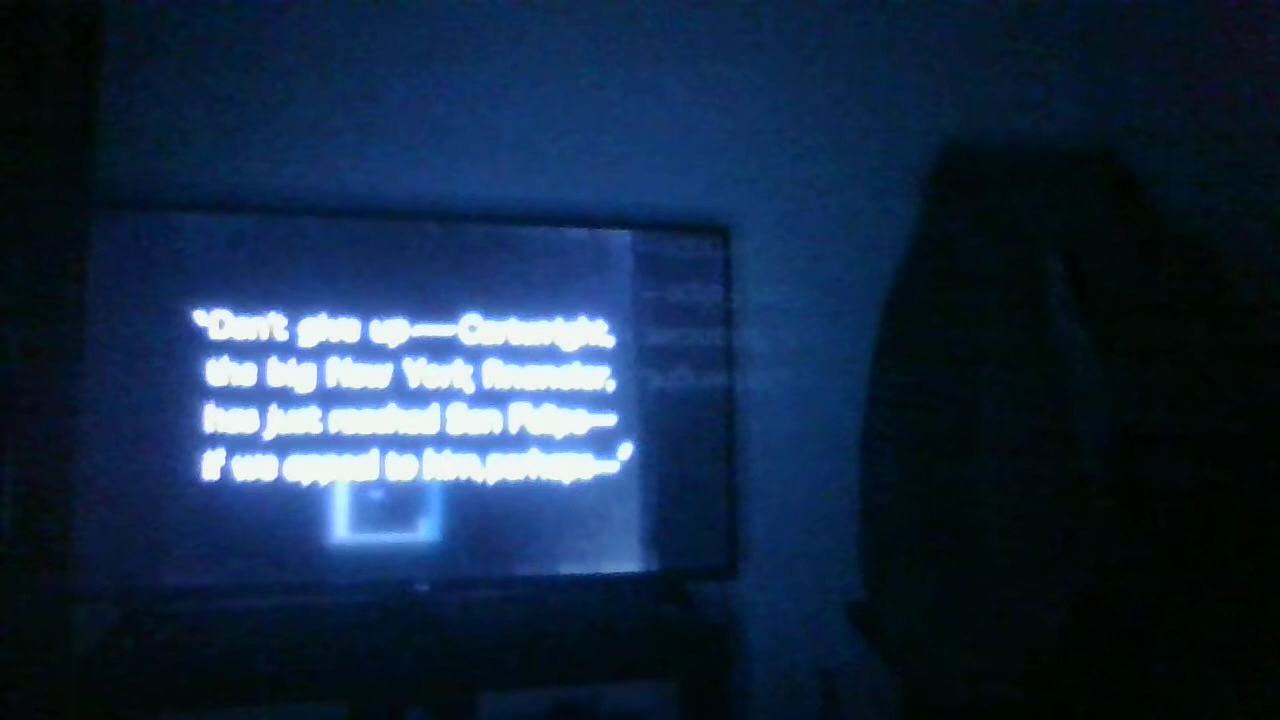 "Don't give up—Cartwright,
the big New York financier,
has just reached San Felipe—
if we appeal to him, perhaps—"